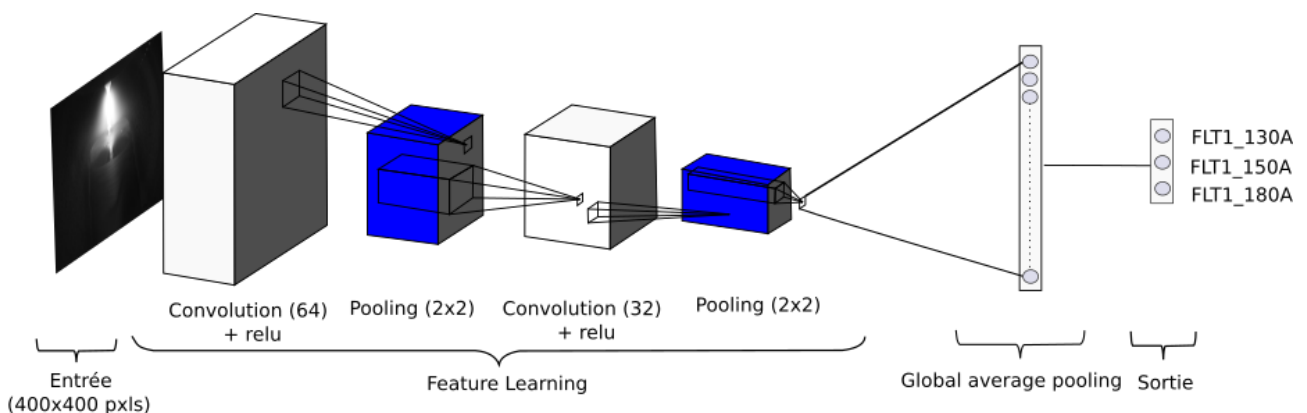 FLT1_130A
FLT1_150A
FLT1_180A
Convolution (64)
+ relu
Pooling (2x2)
Convolution (32)
+ relu
Pooling (2x2)
Entrée
(400x400 pxls)
Feature Learning
Global average pooling
Sortie